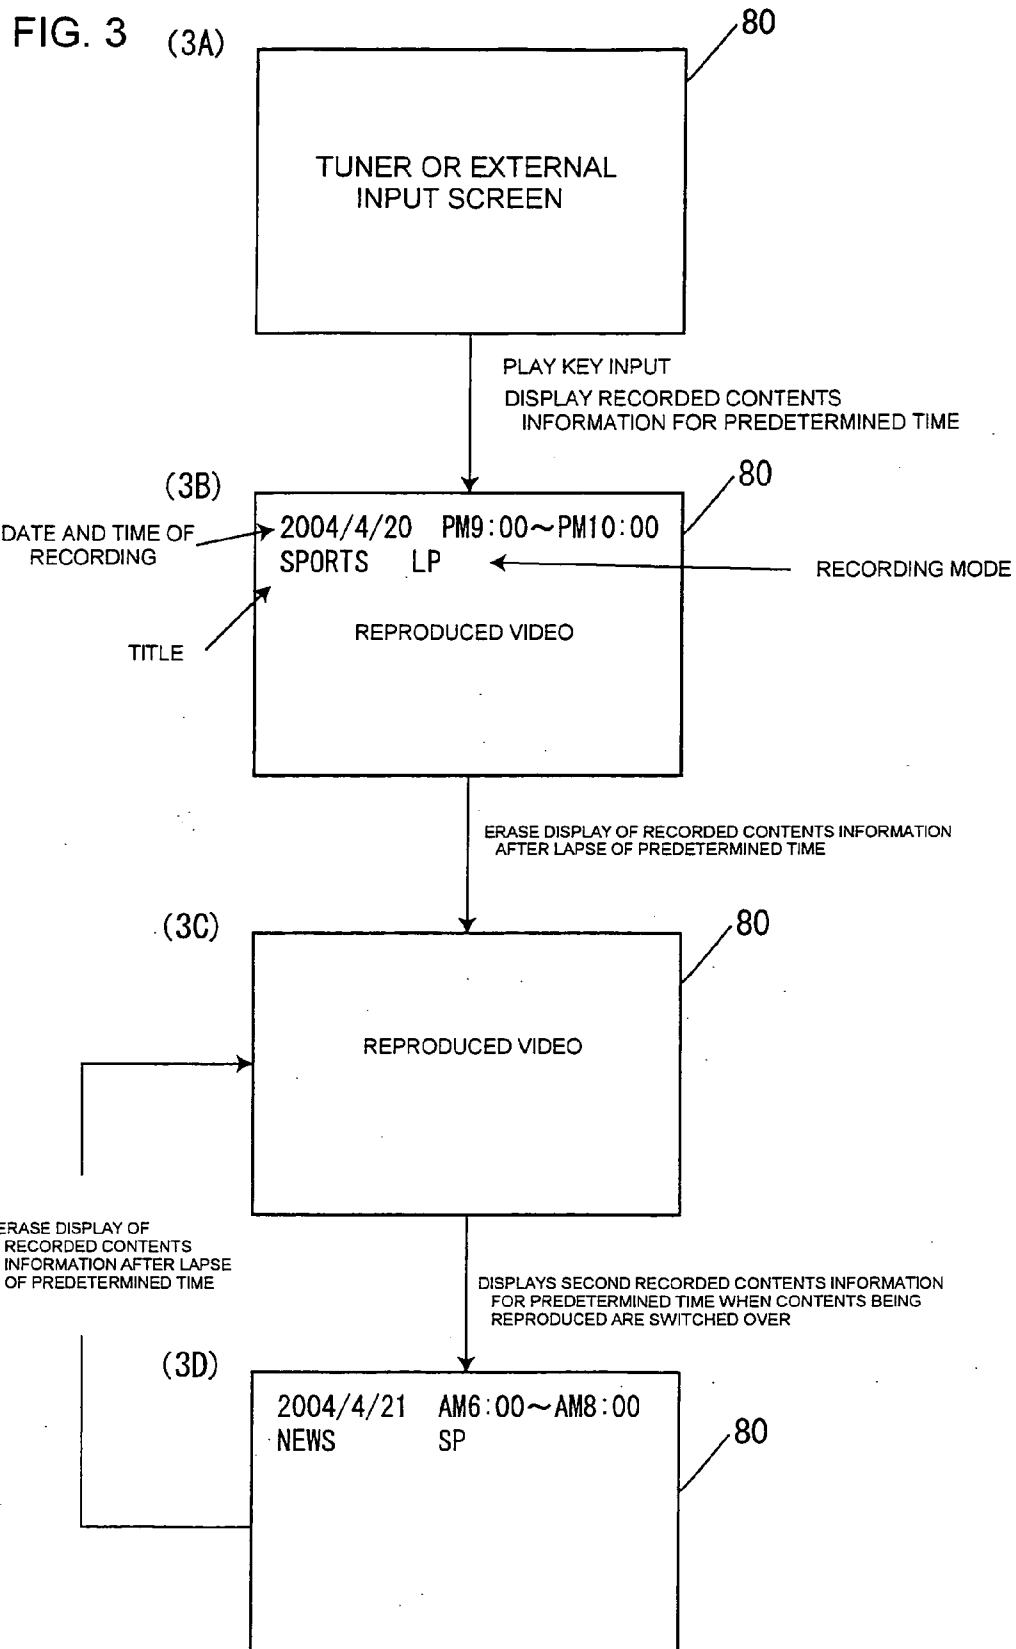 FIG. 3
(3A)
80
TUNER OR EXTERNAL
INPUT SCREEN
PLAY KEY INPUT
DISPLAY RECORDED CONTENTS
INFORMATION FOR PREDETERMINED TIME
(3B)
80
DATE AND TIME OF
RECORDING
2004/4/20 PM9:00~PM10:00
SPORTS LP
RECORDING MODE
REPRODUCED VIDEO
TITLE
ERASE DISPLAY OF RECORDED CONTENTS INFORMATION
AFTER LAPSE OF PREDETERMINED TIME
(3C)
80
REPRODUCED VIDEO
ERASE DISPLAY OF
RECORDED CONTENTS
INFORMATION AFTER LAPSE
OF PREDETERMINED TIME
DISPLAYS SECOND RECORDED CONTENTS INFORMATION
FOR PREDETERMINED TIME WHEN CONTENTS BEING
REPRODUCED ARE SWITCHED OVER
(3D)
80
2004/4/21 AM6:00~AM8:00
NEWS SP